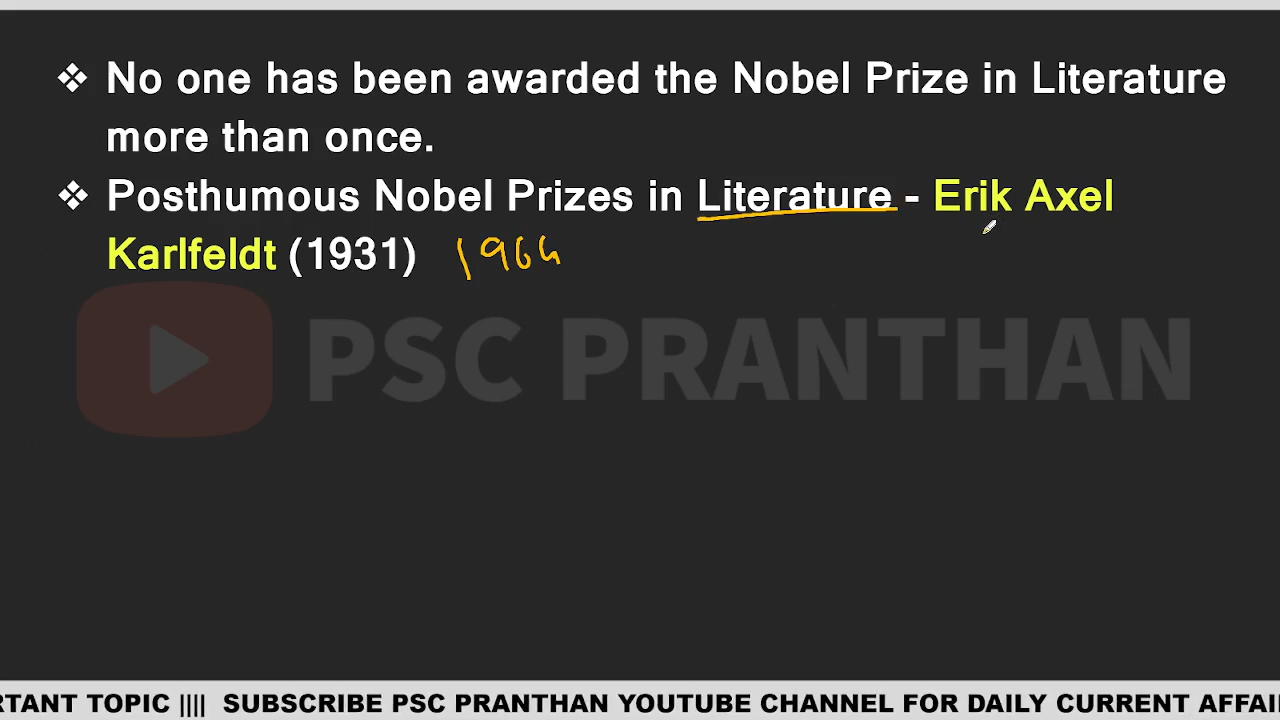 ❖ No one has been awarded the Nobel Prize in Literature
more than once.
❖ Posthumous Nobel Prizes in Literature - Erik Axel
Karlfeldt (1931) 1964
PSC PRANTHAN
RTANT TOPIC |||| SUBSCRIBE PSC PRANTHAN YOUTUBE CHANNEL FOR DAILY CURRENT AFFAI